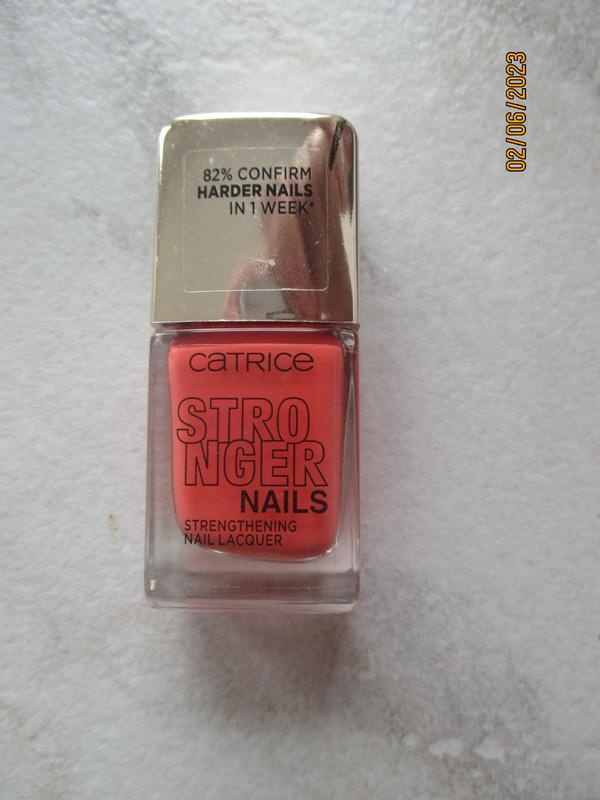 82% CONFIRM
HARDER NAILS
IN 1 WEEK*
CATRICE
STRO
NGER
NAILS
STRENGTHENING
NAIL LACQUER
02/06/2023